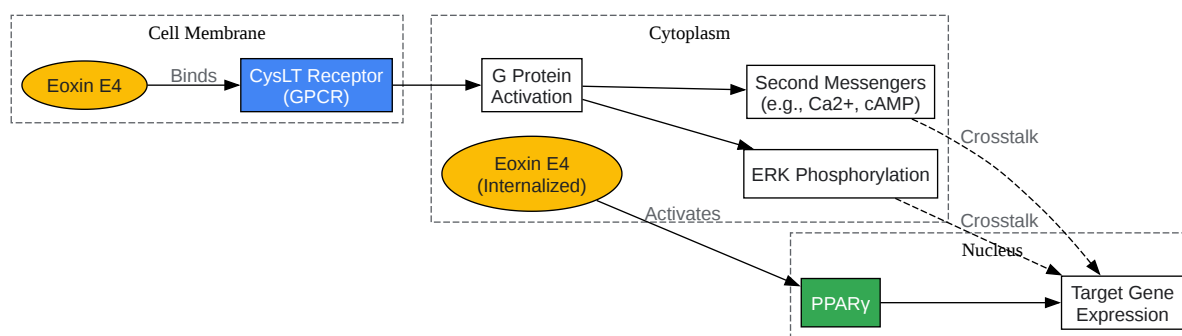 Cell Membrane
Eoxin E4
Binds
CysLT Receptor
(GPCR)
Cytoplasm
G Protein
Activation
Second Messengers
(e.g., Ca2+, cAMP)
Crosstalk
Eoxin E4
(Internalized)
ERK Phosphorylation
Activates
Crosstalk
Nucleus
PPARγ
Target Gene
Expression